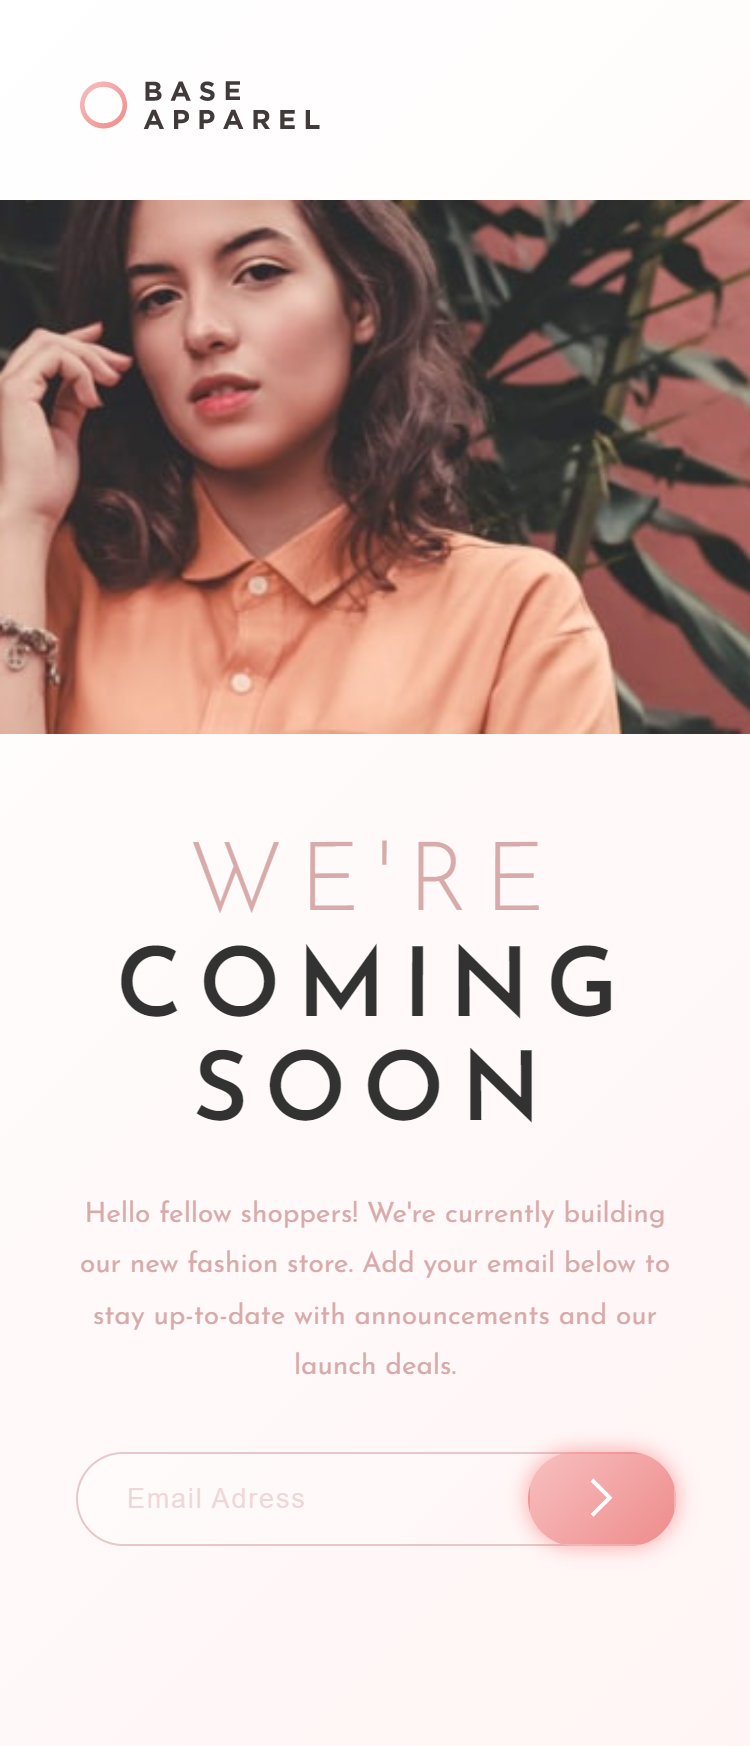 BASE
APPAREL
WE'RE
COMING
SOON
Hello fellow shoppers! We're currently building
our new fashion store. Add your email below to
stay up-to-date with announcements and our
launch deals.
Email Adress